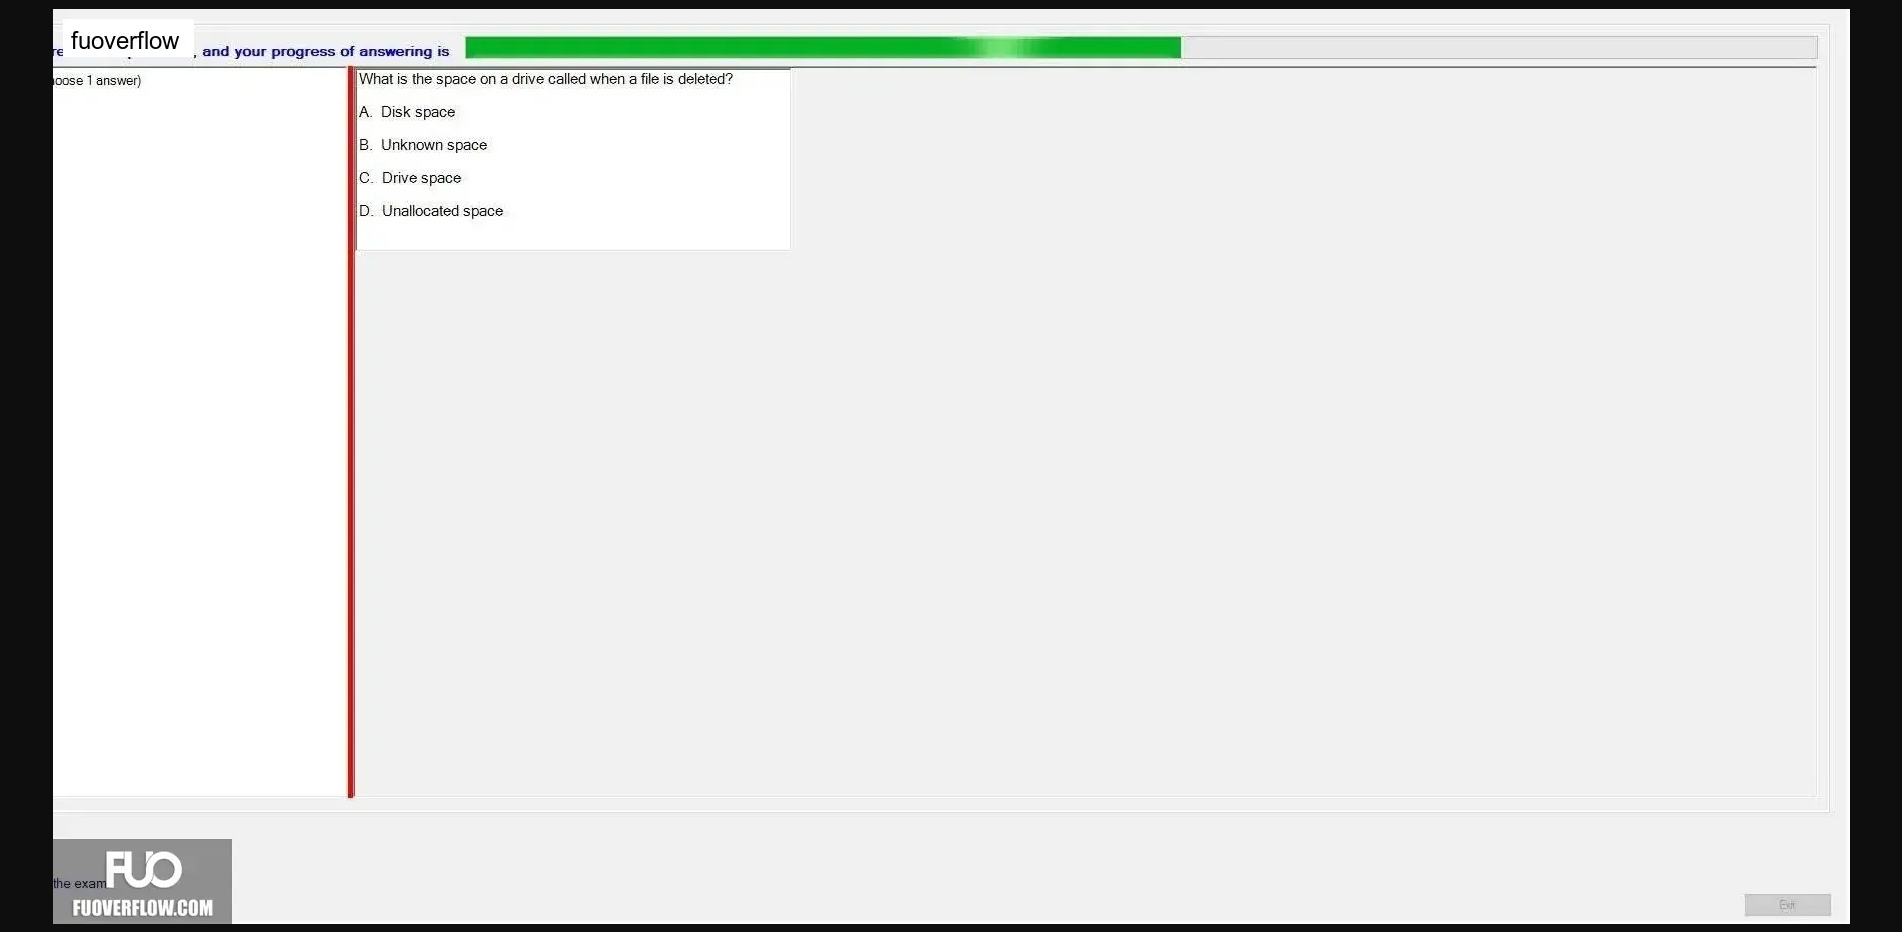 fuoverflow
, and your progress of answering is
oose 1 answer)
What is the space on a drive called when a file is deleted?
A. Disk space
B. Unknown space
C. Drive space
D. Unallocated space
the exam
FUO
FUOVERFLOW.COM
Exit